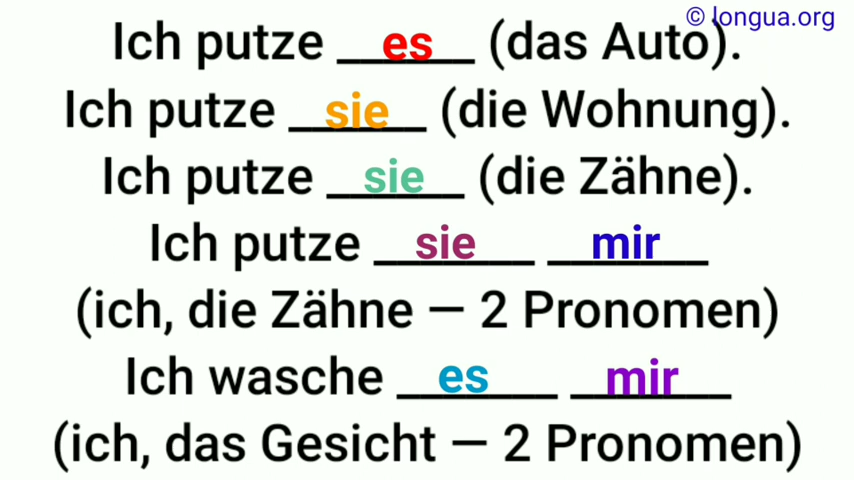 © longua.org
Ich putze es (das Auto).
Ich putze sie (die Wohnung).
Ich putze sie (die Zähne).
Ich putze sie mir
(ich, die Zähne – 2 Pronomen)
Ich wasche es mir
(ich, das Gesicht – 2 Pronomen)